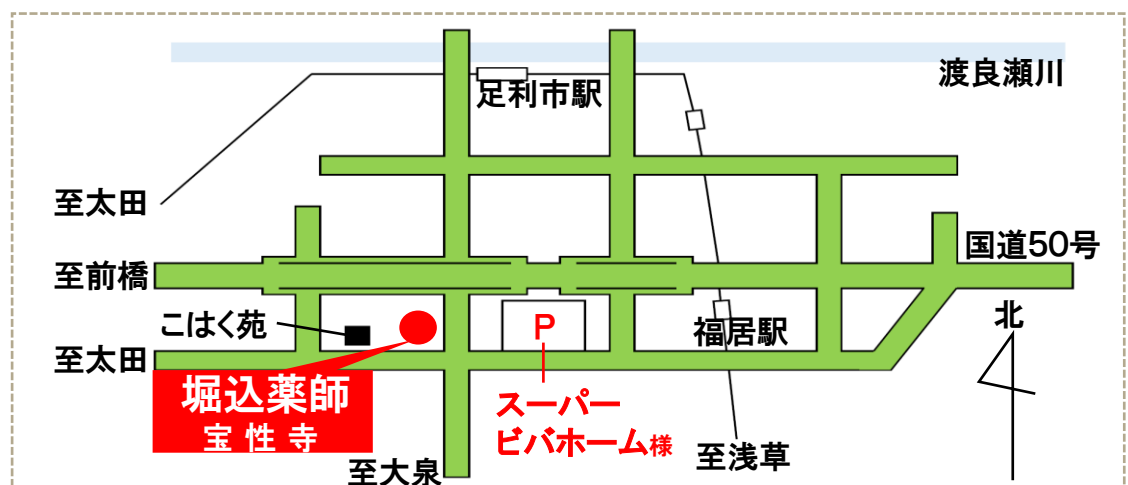 渡良瀬川
足利市駅
至太田
国道50号
至前橋
こはく苑
P
福居駅
北
至太田
堀込薬師
宝性寺
スーパー
ビバホーム様
至大泉
至浅草